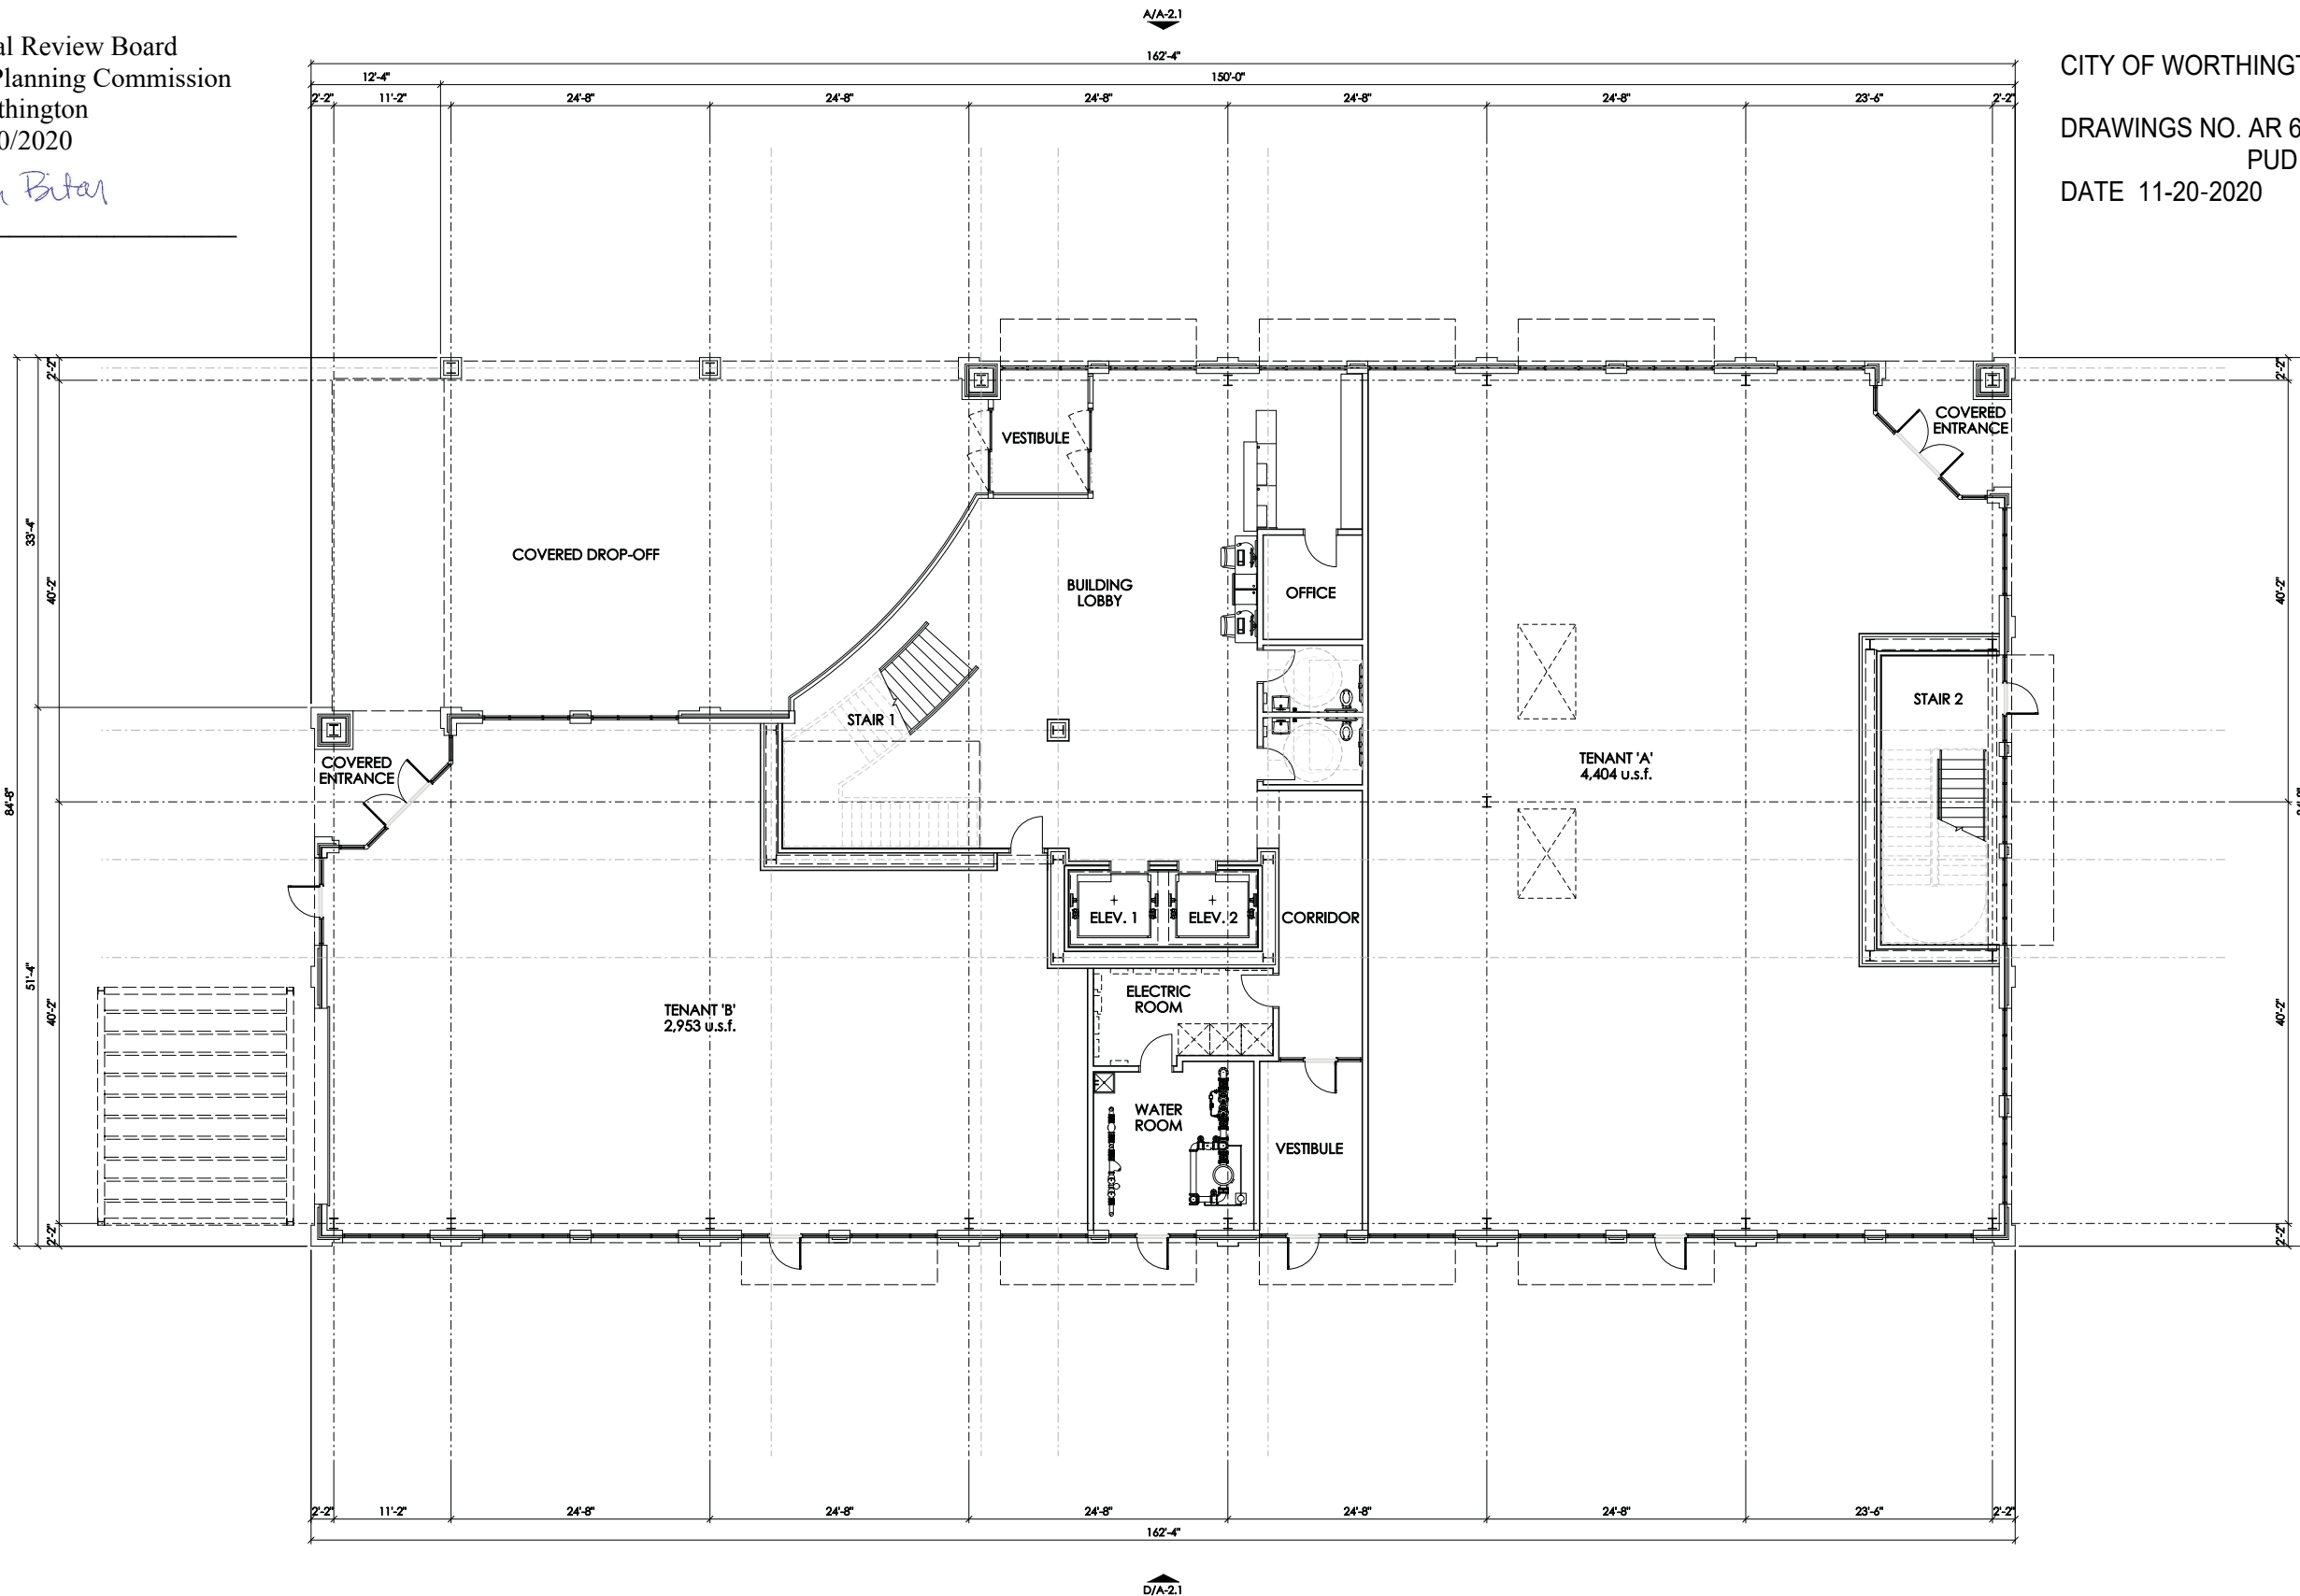 A/A-2.1
al Review Board
Planning Commission
thington
0/2020
Bitar
CITY OF WORTHINGT
DRAWINGS NO. AR 6
PUD
DATE 11-20-2020
162'-4"
12'-4"
150'-0"
2'-2"
11'-2"
24'-8"
24'-8"
24'-8"
24'-8"
24'-8"
23'-6"
2'-2"
2'-2"
33'-4"
40'-2"
84'-8"
51'-4"
40'-2"
2'-2"
2'-2"
40'-2"
40'-2"
2'-2"
VESTIBULE
COVERED
ENTRANCE
COVERED DROP-OFF
BUILDING
LOBBY
OFFICE
STAIR 1
STAIR 2
COVERED
ENTRANCE
TENANT 'A'
4,404 u.s.f.
ELEV. 1
ELEV. 2
CORRIDOR
ELECTRIC
ROOM
TENANT 'B'
2,953 u.s.f.
WATER
ROOM
VESTIBULE
2'-2"
11'-2"
24'-8"
24'-8"
24'-8"
24'-8"
24'-8"
23'-6"
2'-2"
162'-4"
D/A-2.1